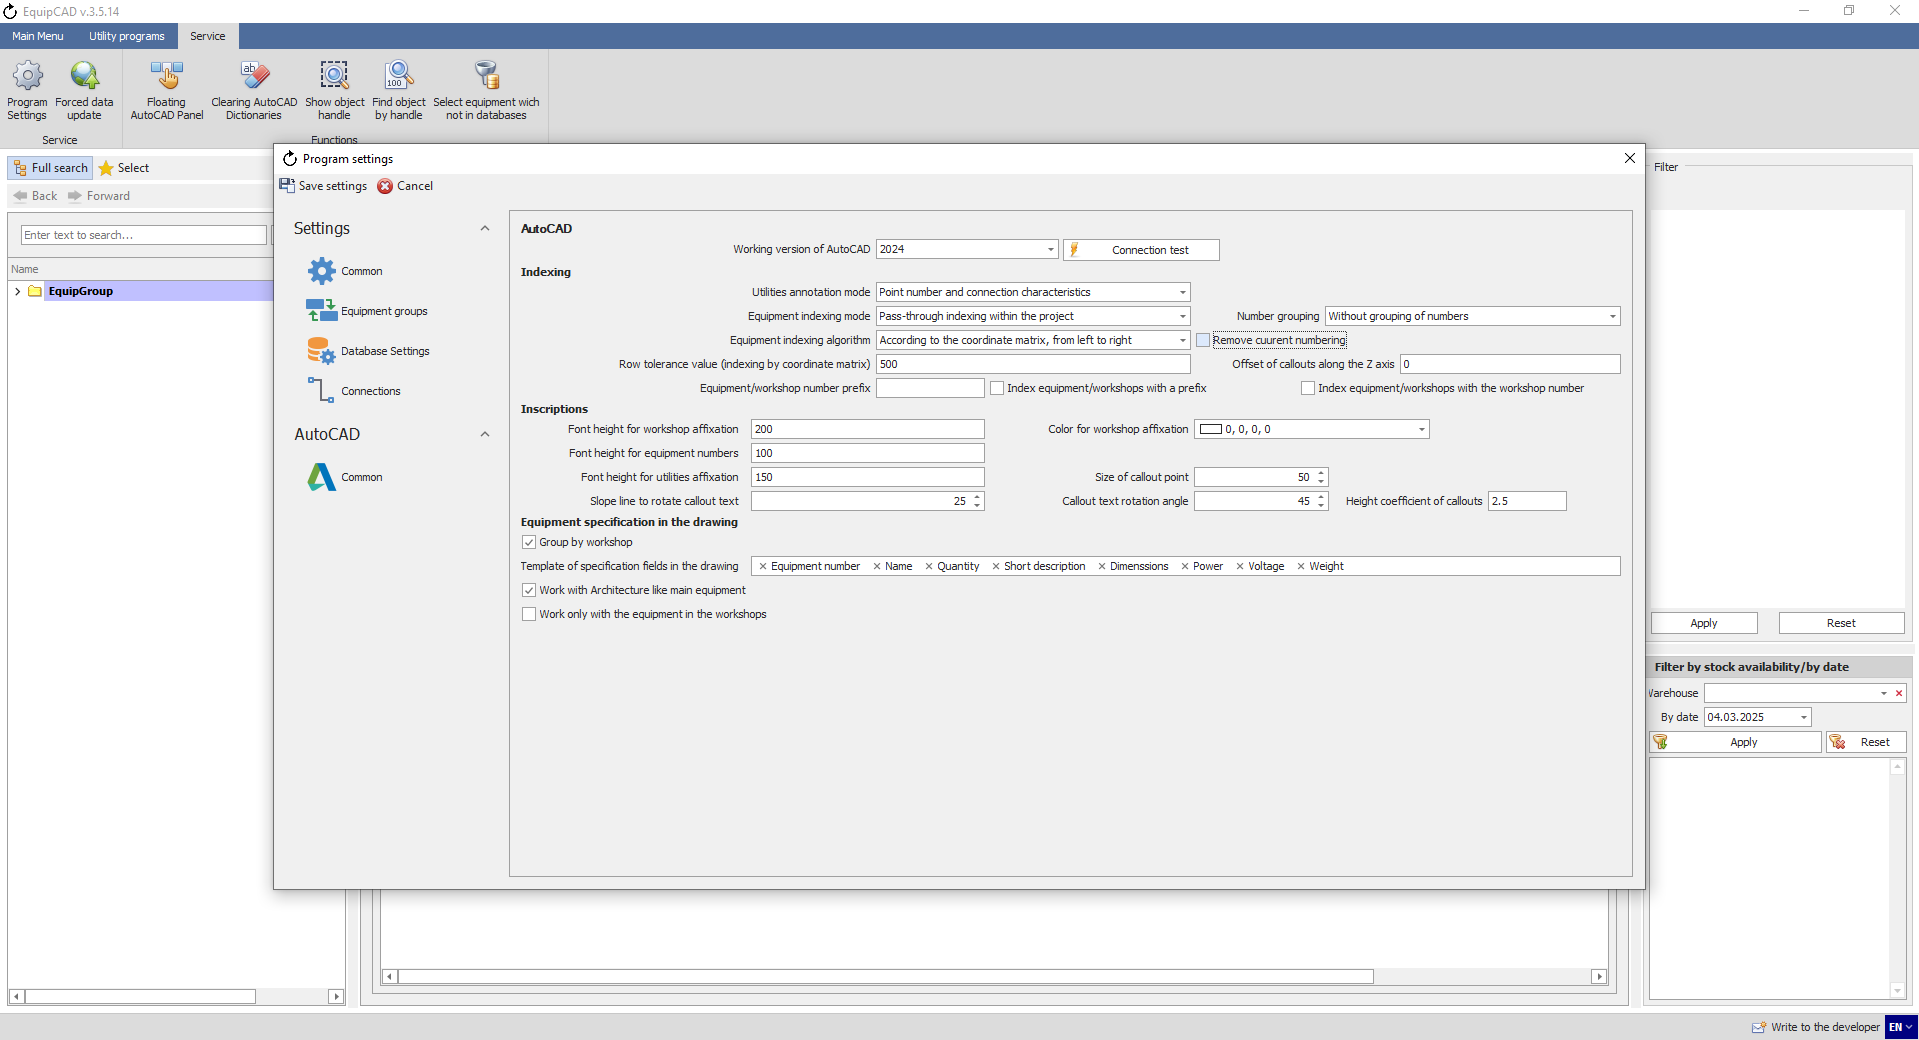 EquipCAD v.3.5.14
Main Menu Utility programs Service
Program Settings
Forced data update
Floating AutoCAD Panel
Clearing AutoCAD Dictionaries
Show object handle
Find object by handle
Select equipment wich not in databases
Service Functions
Full search Select
Back Forward
Enter text to search...
Name
EquipGroup
Program settings
Save settings Cancel
Settings
Common
Equipment groups
Database Settings
Connections
AutoCAD
Common
AutoCAD
Working version of AutoCAD 2024 Connection test
Indexing
Utilities annotation mode Point number and connection characteristics
Equipment indexing mode Pass-through indexing within the project Number grouping Without grouping of numbers
Equipment indexing algorithm According to the coordinate matrix, from left to right Remove cuurent numbering
Row tolerance value (indexing by coordinate matrix) 500 Offset of callouts along the Z axis 0
Equipment/workshop number prefix Index equipment/workshops with a prefix Index equipment/workshops with the workshop number
Inscriptions
Font height for workshop affixation 200 Color for workshop affixation 0, 0, 0, 0
Font height for equipment numbers 100
Font height for utilities affixation 150 Size of callout point 50
Slope line to rotate callout text 25 Callout text rotation angle 45 Height coefficient of callouts 2.5
Equipment specification in the drawing
Group by workshop
Template of specification fields in the drawing Equipment number Name Quantity Short description Dimenssions Power Voltage Weight
Work with Architecture like main equipment
Work only with the equipment in the workshops
Filter
Apply Reset
Filter by stock availability/by date
Warehouse
By date 04.03.2025
Apply Reset
Write to the developer EN